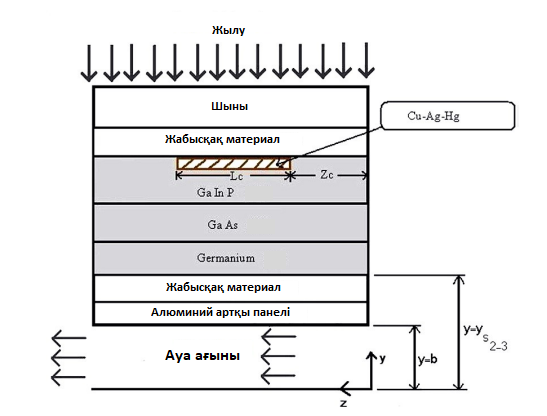 Жылу
Шыны
Cu-Ag-Hg
Жабысқақ материал
Lc
Zc
Ga In P
Ga As
Germanium
Жабысқақ материал
Алюминий артқы панелі
Ауа ағыны
y
z
y=b
y=y
s
2-3